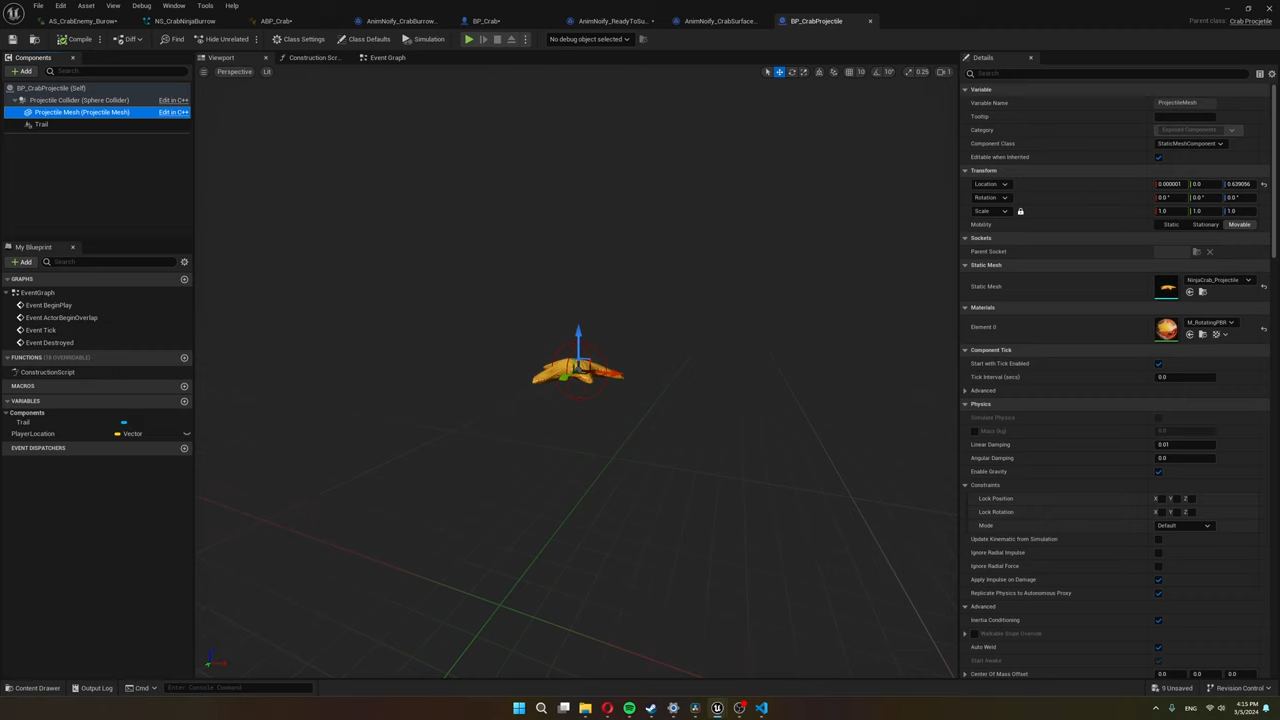 File Edit Asset View Debug Window Tools Help
AS_CrabEnemy_Burow•
NS_CrabNinjaBurrow
ABP_Crab•
AnimNoify_CrabBurrow...
BP_Crab•
AnimNoify_ReadyToSu...•
AnimNoify_CrabSurface...
BP_CrabProjectile
Parent class: Crab Procjetile
Compile Diff Find Hide Unrelated Class Settings Class Defaults Simulation No debug object selected
Components
Add Search
BP_CrabProjectile (Self)
Projectile Collider (Sphere Collider) Edit in C++
Projectile Mesh (Projectile Mesh) Edit in C++
Trail
My Blueprint
Add Search
GRAPHS
EventGraph
Event BeginPlay
Event ActorBeginOverlap
Event Tick
Event Destroyed
FUNCTIONS (18 OVERRIDABLE)
ConstructionScript
MACROS
VARIABLES
Components
Trail
PlayerLocation Vector
EVENT DISPATCHERS
Viewport Construction Scr... Event Graph
Perspective Lit 10 10° 0.25 1
Details
Search
Variable
Variable Name ProjectileMesh
Tooltip
Category Exposed Components
Component Class StaticMeshComponent
Editable when Inherited
Transform
Location 0.000001 0.0 0.639056
Rotation 0.0 ° 0.0 ° 0.0 °
Scale 1.0 1.0 1.0
Mobility Static Stationary Movable
Sockets
Parent Socket
Static Mesh
Static Mesh NinjaCrab_Projectile
Materials
Element 0 M_RotatingPBR
Component Tick
Start with Tick Enabled
Tick Interval (secs) 0.0
Advanced
Physics
Simulate Physics
Mass (kg)
Linear Damping 0.01
Angular Damping 0.0
Enable Gravity
Constraints
Lock Position X Y Z
Lock Rotation X Y Z
Mode Default
Update Kinematic from Simulation
Ignore Radial Impulse
Ignore Radial Force
Apply Impulse on Damage
Replicate Physics to Autonomous Proxy
Advanced
Inertia Conditioning
Walkable Slope Override
Auto Weld
Start Awake
Center Of Mass Offset 0.0 0.0 0.0
Content Drawer Output Log Cmd Enter Console Command 9 Unsaved Revision Control
ENG 4:15 PM
3/5/2024